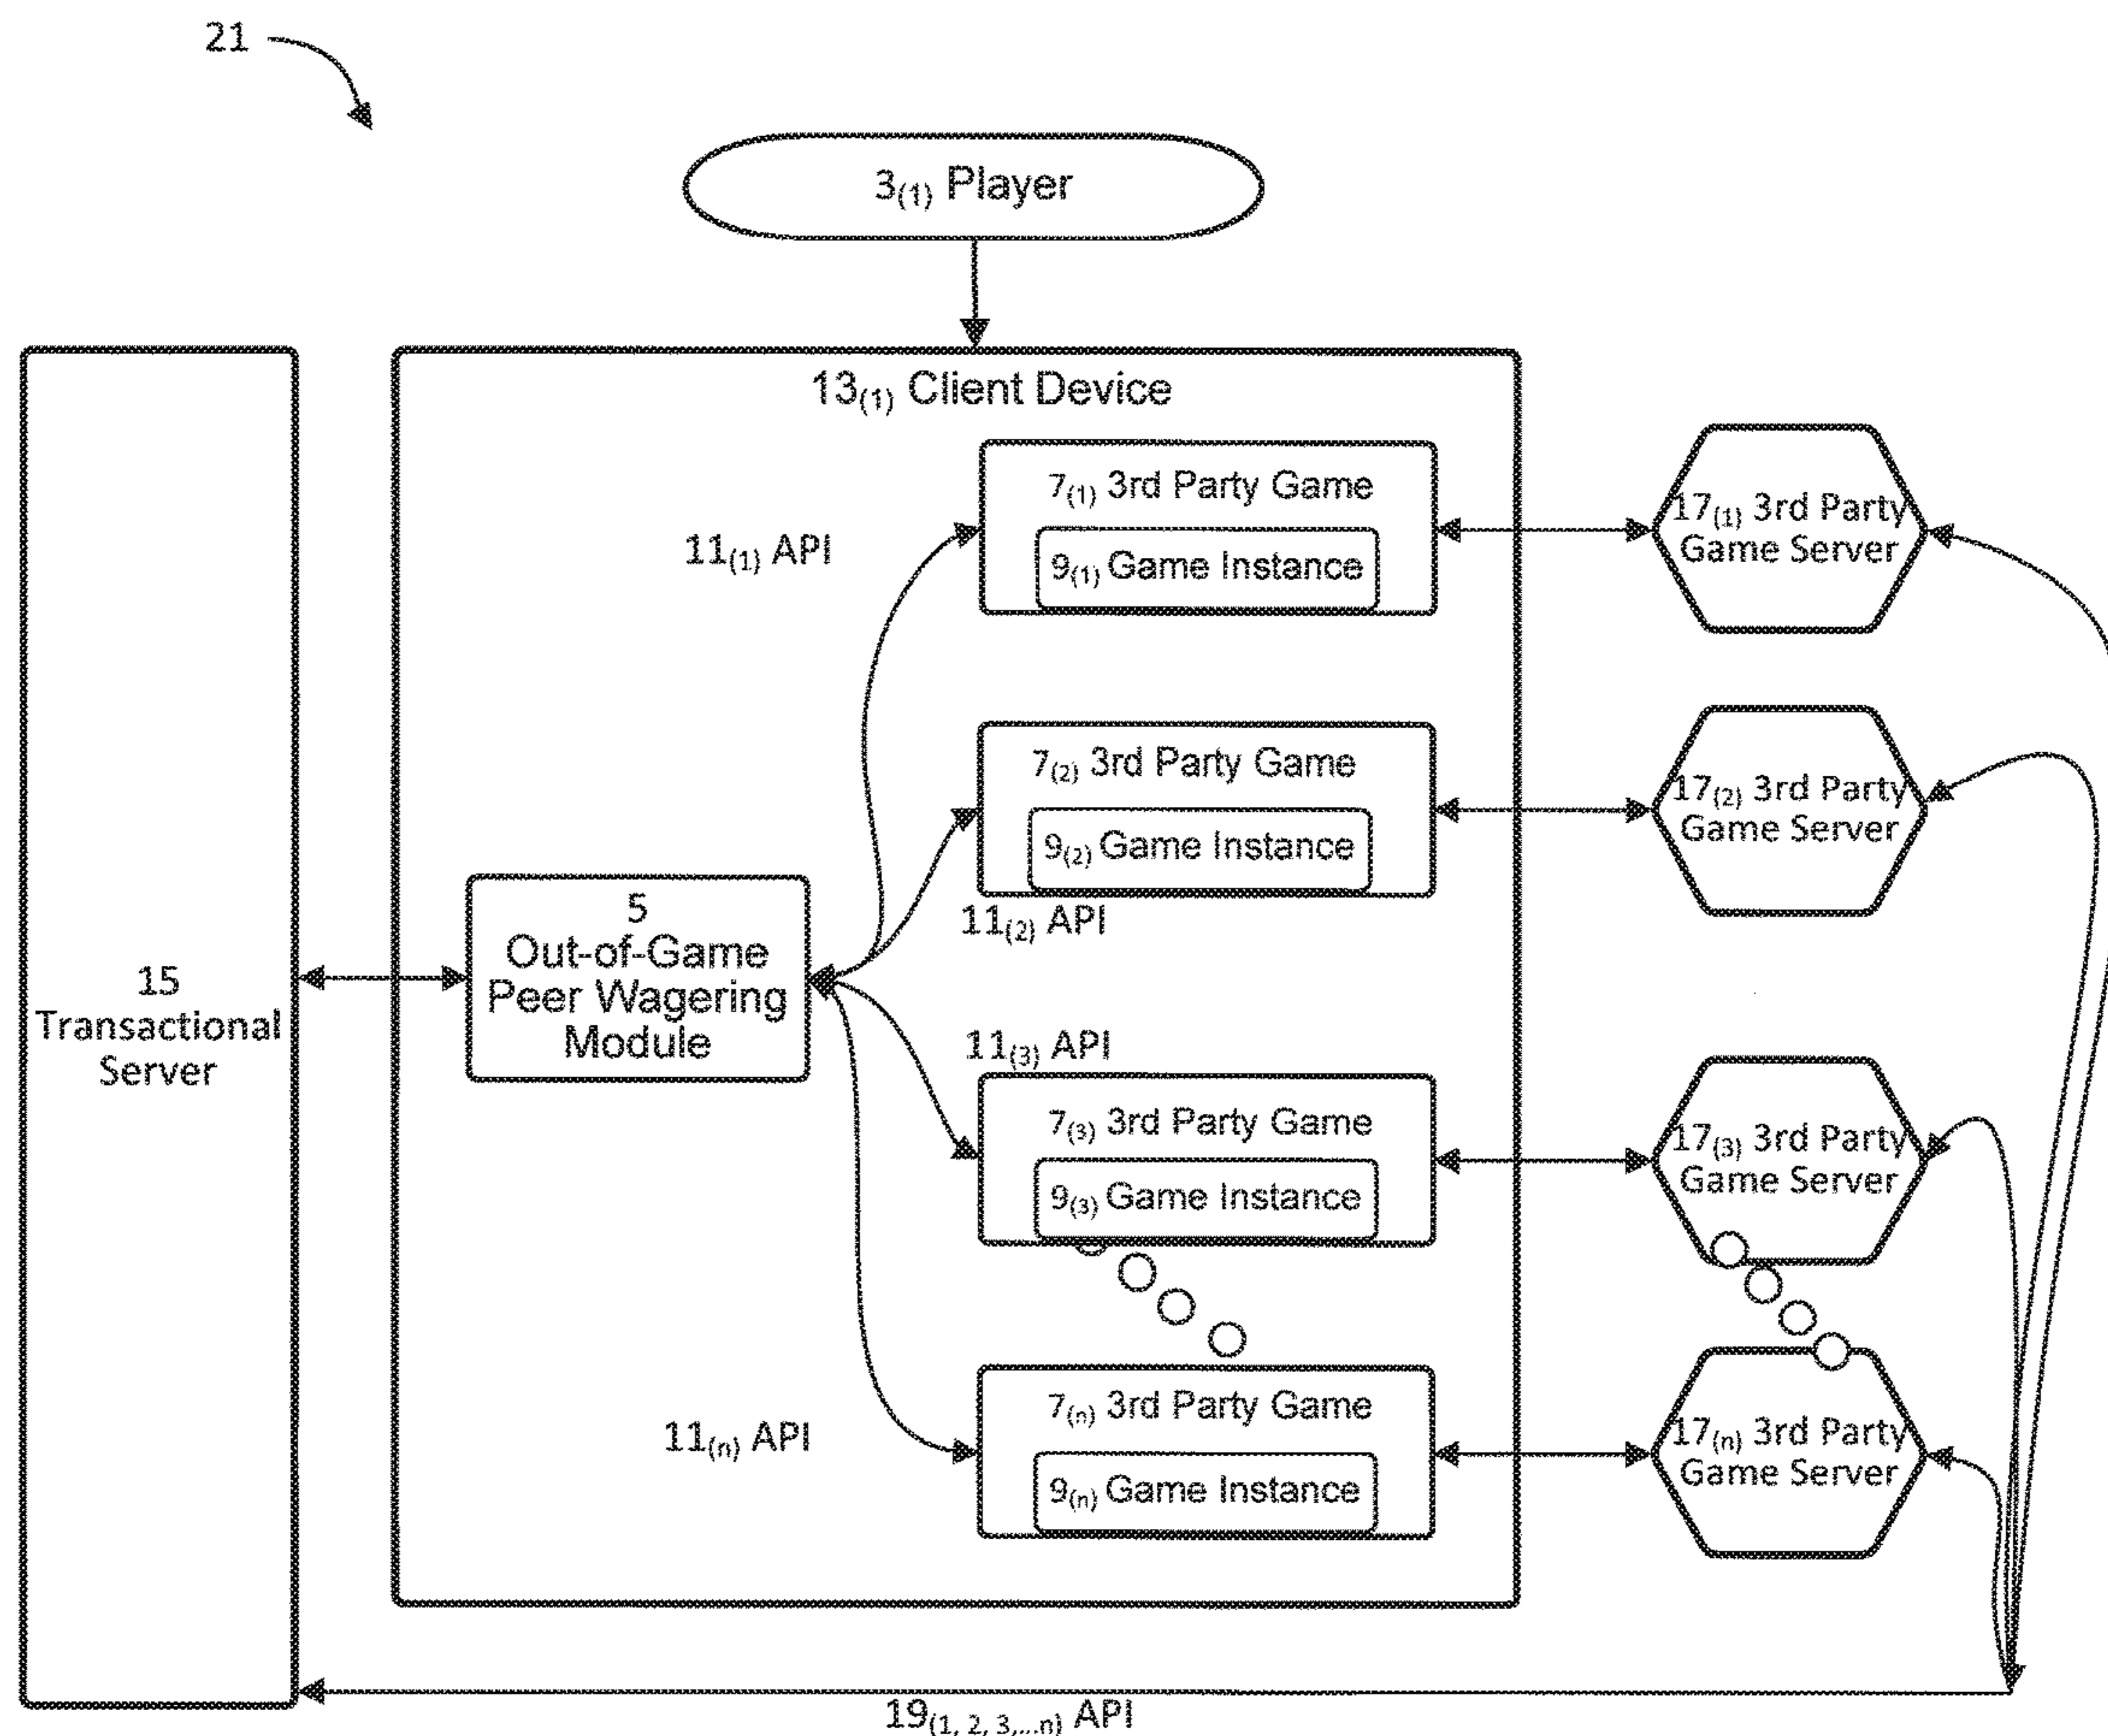 21
3(1) Player
13(1) Client Device
7(1) 3rd Party Game
9(1) Game Instance
11(1) API
17(1) 3rd Party
Game Server
7(2) 3rd Party Game
9(2) Game Instance
11(2) API
17(2) 3rd Party
Game Server
5
Out-of-Game
Peer Wagering
Module
15
Transactional
Server
11(3) API
7(3) 3rd Party Game
9(3) Game Instance
17(3) 3rd Party
Game Server
11(n) API
7(n) 3rd Party Game
9(n) Game Instance
17(n) 3rd Party
Game Server
19(1, 2, 3,...n) API